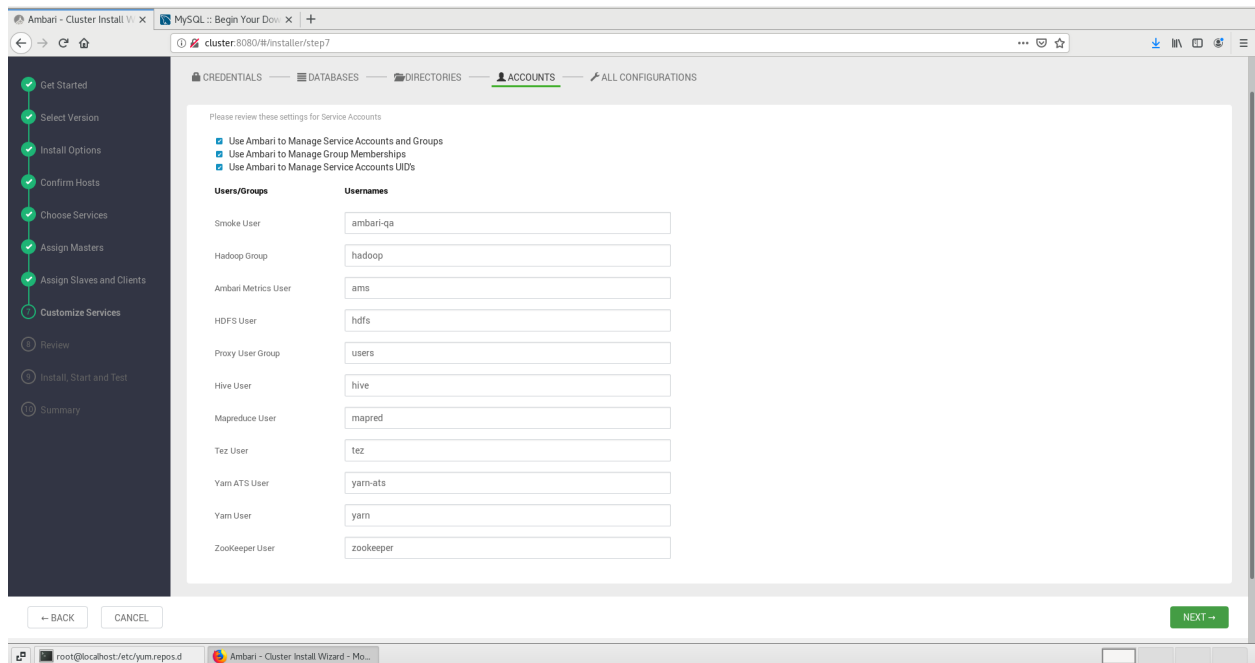 Ambari - Cluster Install W
MySQL :: Begin Your Dow
cluster:8080/#/installer/step7
Get Started
Select Version
Install Options
Confirm Hosts
Choose Services
Assign Masters
Assign Slaves and Clients
7 Customize Services
8 Review
9 Install, Start and Test
10 Summary
CREDENTIALS DATABASES DIRECTORIES ACCOUNTS ALL CONFIGURATIONS
Please review these settings for Service Accounts
Use Ambari to Manage Service Accounts and Groups
Use Ambari to Manage Group Memberships
Use Ambari to Manage Service Accounts UID's
Users/Groups Usernames
Smoke User ambari-qa
Hadoop Group hadoop
Ambari Metrics User ams
HDFS User hdfs
Proxy User Group users
Hive User hive
Mapreduce User mapred
Tez User tez
Yarn ATS User yarn-ats
Yarn User yarn
ZooKeeper User zookeeper
← BACK CANCEL NEXT →
root@localhost:/etc/yum.repos.d
Ambari - Cluster Install Wizard - Mo...